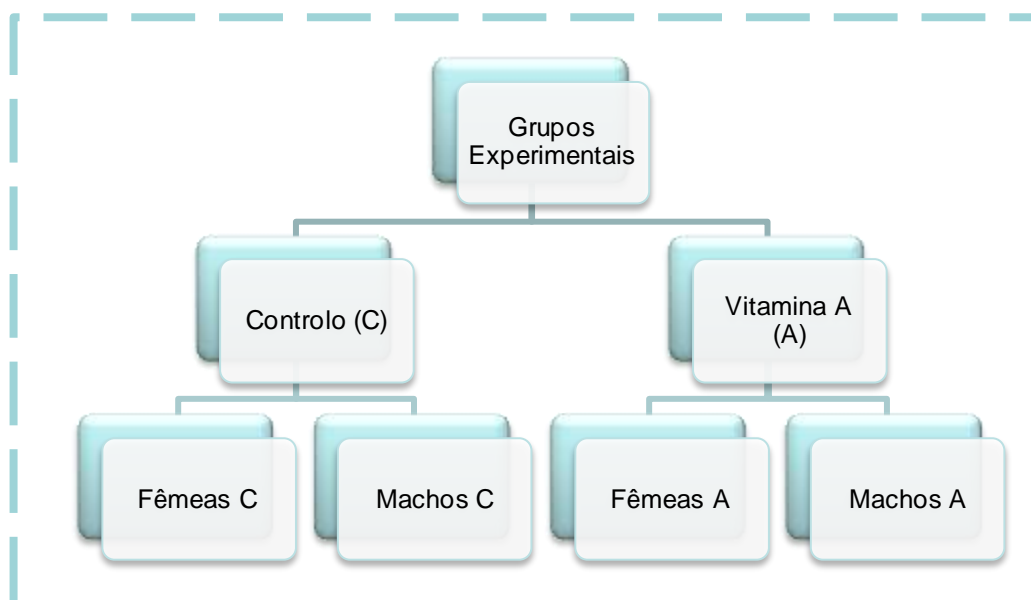 Grupos
Experimentais
Controlo (C)
Vitamina A
(A)
Fêmeas C
Machos C
Fêmeas A
Machos A